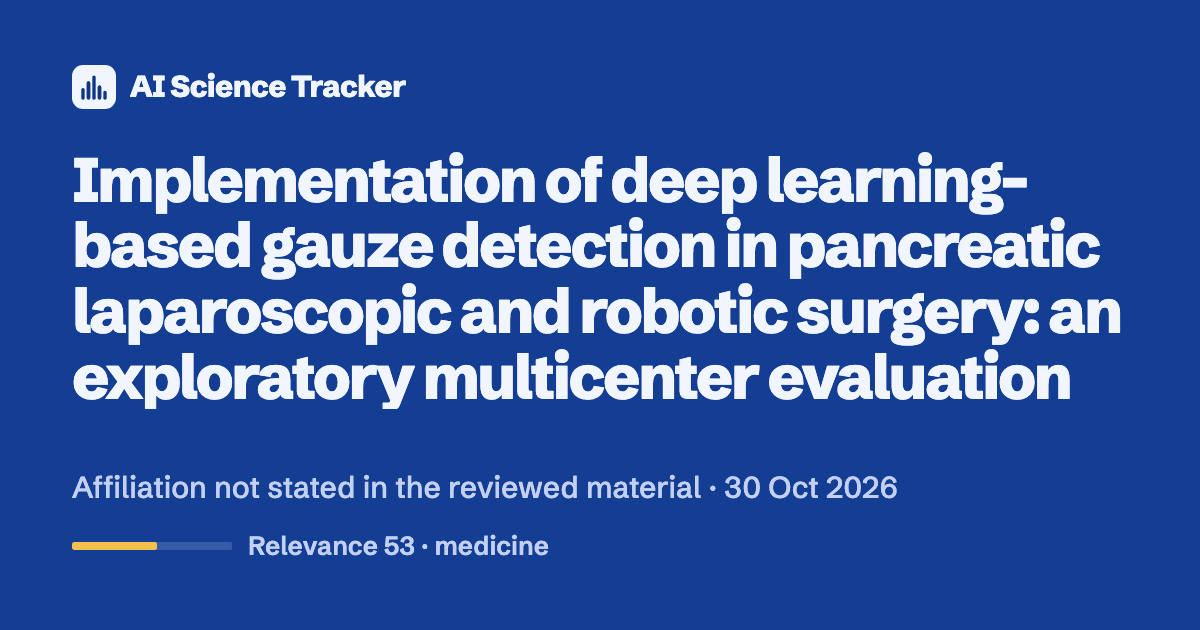 AI Science Tracker
Implementation of deep learning-
based gauze detection in pancreatic
laparoscopic and robotic surgery: an
exploratory multicenter evaluation
Affiliation not stated in the reviewed material · 30 Oct 2026
Relevance 53 · medicine